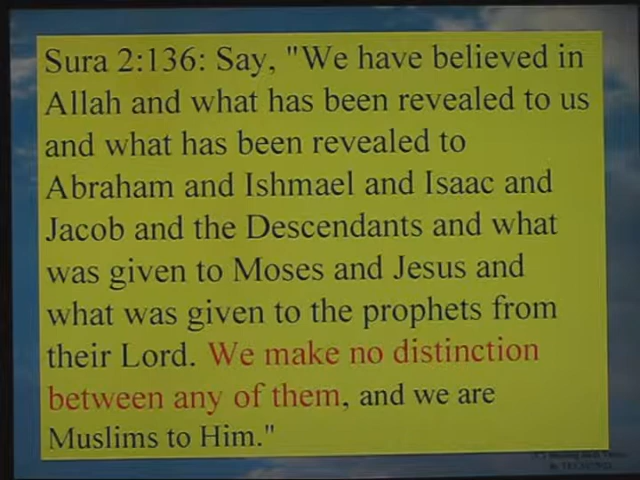 Sura 2:136: Say, "We have believed in
Allah and what has been revealed to us
and what has been revealed to
Abraham and Ishmael and Isaac and
Jacob and the Descendants and what
was given to Moses and Jesus and
what was given to the prophets from
their Lord. We make no distinction
between any of them, and we are
Muslims to Him."